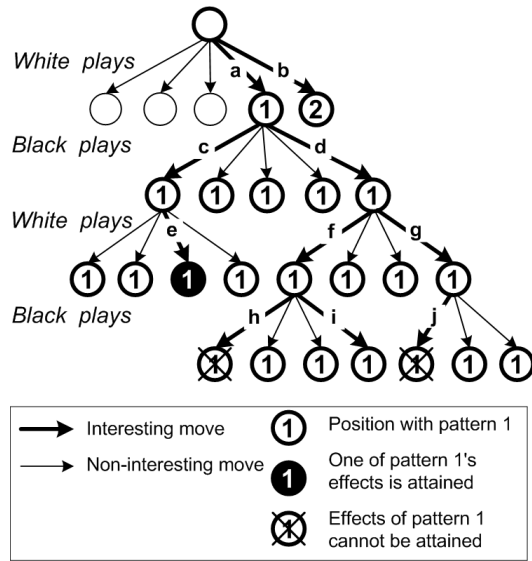 White plays
a
b
1
2
Black plays
c
d
1 1 1 1 1
White plays
e
f
g
1 1 1 1 1 1 1 1
Black plays
h
i
j
1 1 1 1 1 1 1
Interesting move
1
Position with pattern 1
Non-interesting move
1
One of pattern 1's
effects is attained
1
Effects of pattern 1
cannot be attained